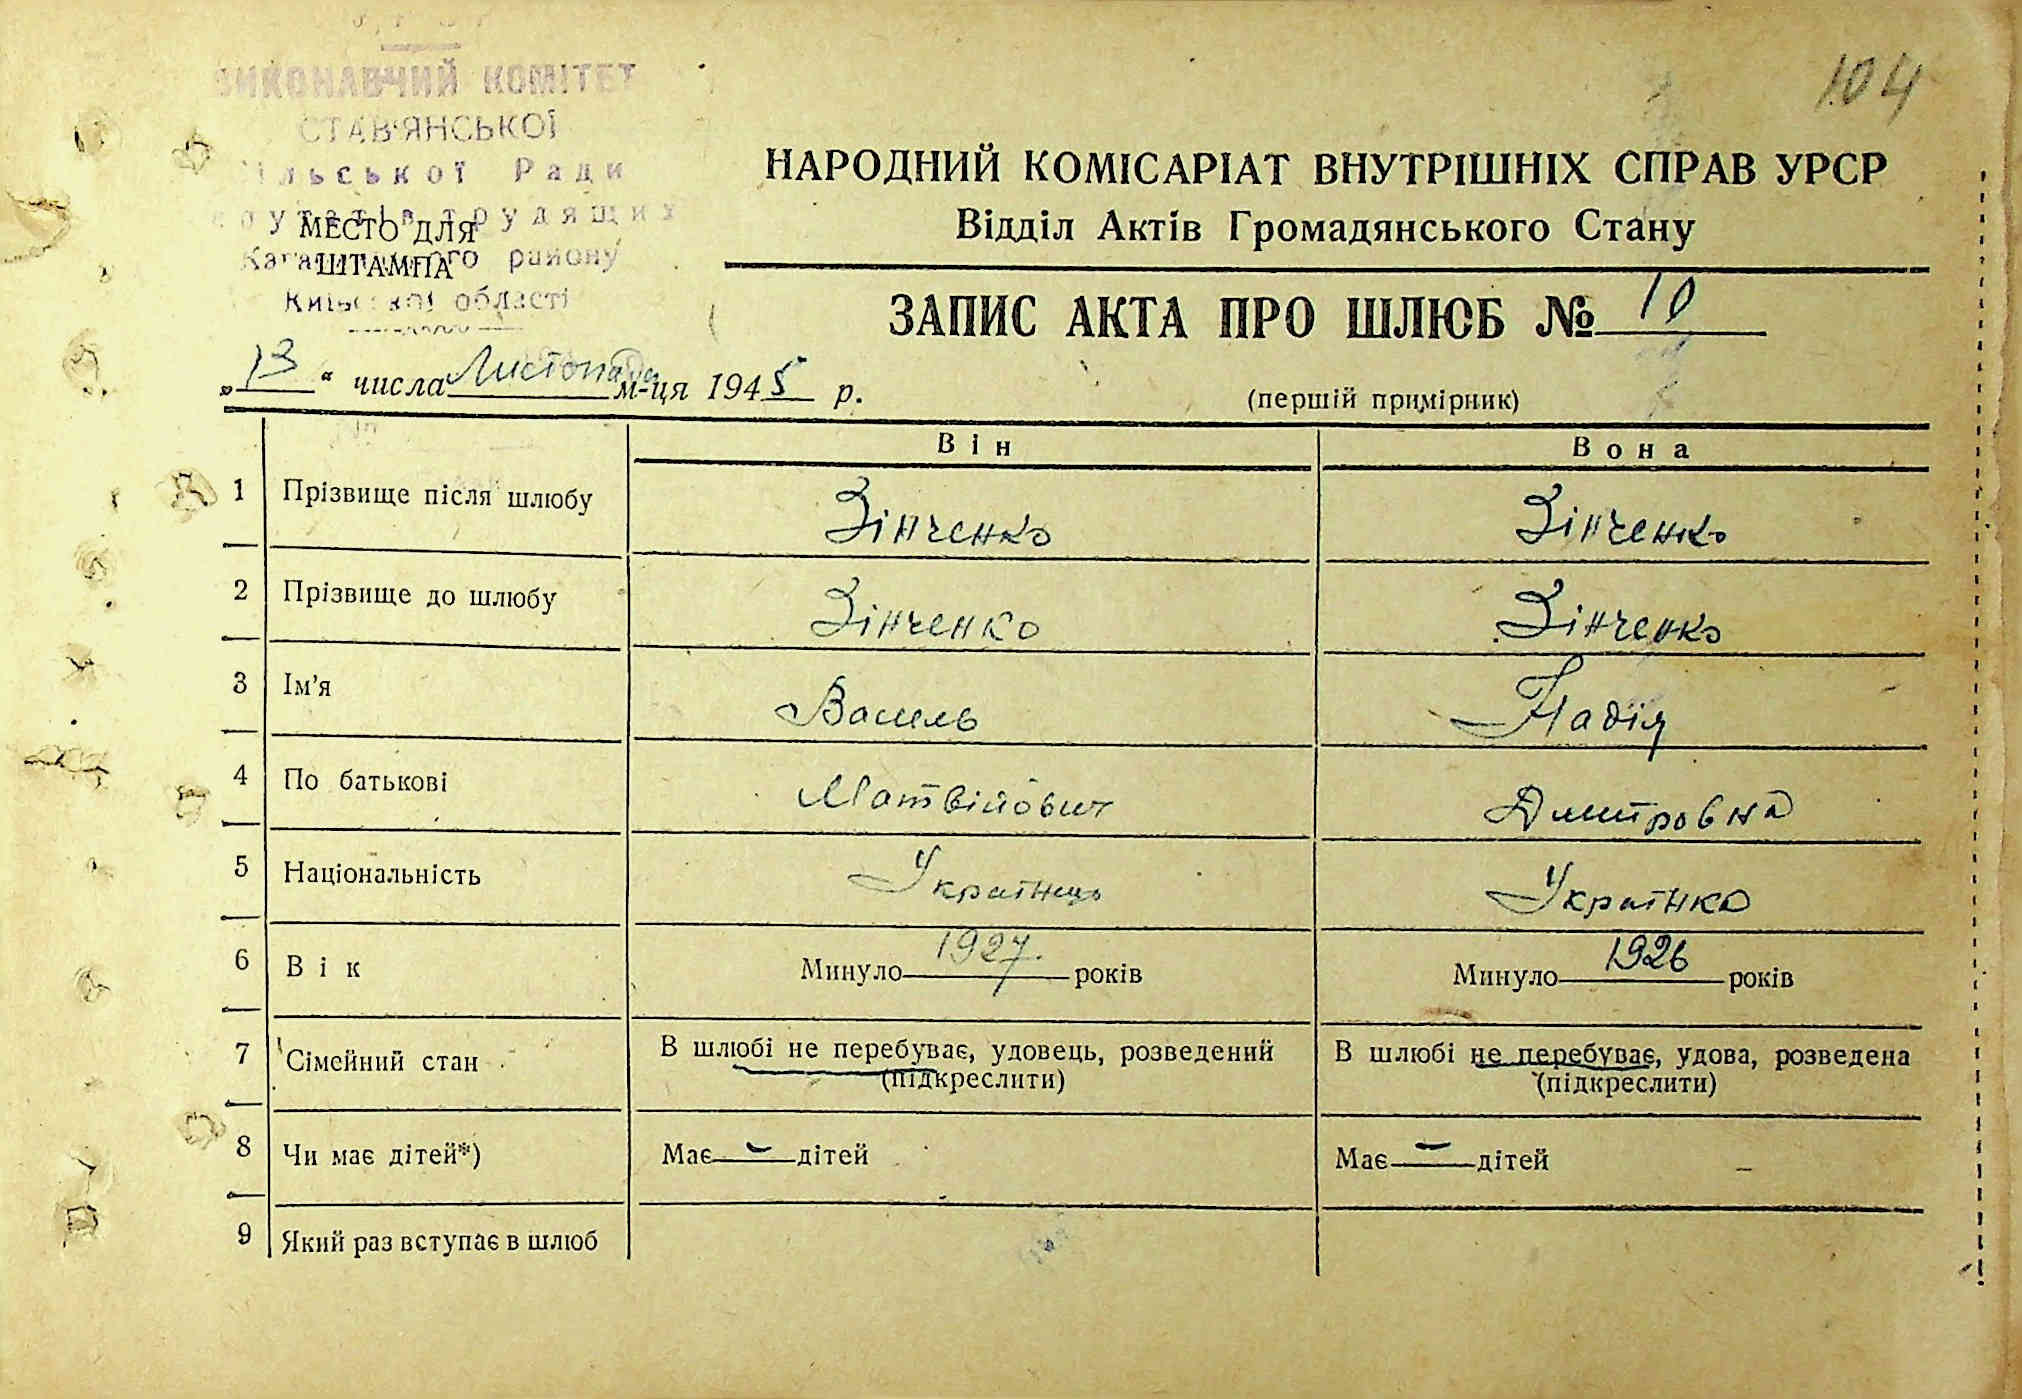 104
ВИКОНАВЧИЙ КОМІТЕТ
СТАВ'ЯНСЬКОЇ
Сільської Ради
трудящих
МЕСТО ДЛЯ
ШТАМПА
району
Київської області
НАРОДНИЙ КОМІСАРІАТ ВНУТРІШНІХ СПРАВ УРСР
Відділ Актів Громадянського Стану
ЗАПИС АКТА ПРО ШЛЮБ № 10
„13“ числа Листопада м-ця 1945 р.
(першій примірник)
Він Вона
1 Прізвище після шлюбу Зінченко Зінченко
2 Прізвище до шлюбу Зінченко Зінченко
3 Ім'я Василь Надія
4 По батькові Матвійович Дмитровна
5 Національність Українець Українка
6 Вік Минуло 1927 років Минуло 1926 років
7 Сімейний стан В шлюбі не перебуває, удовець, розведений В шлюбі не перебуває, удова, розведена
(підкреслити) (підкреслити)
8 Чи має дітей*) Має — дітей Має — дітей
9 Який раз вступає в шлюб